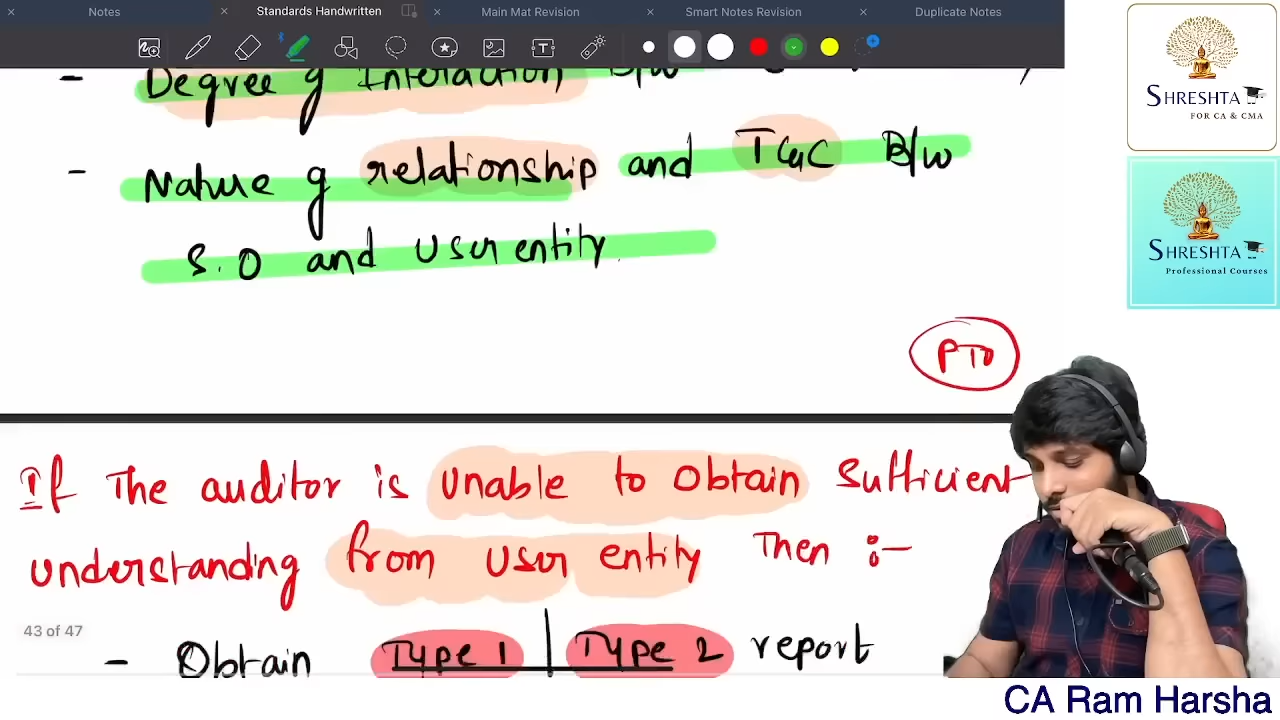 Notes
Standards Handwritten
Main Mat Revision
Smart Notes Revision
Duplicate Notes
- Degree of Interaction B/w
- Nature of relationship and TCWG B/w
S.O and User entity.
PTO
If The auditor is unable to obtain sufficient
understanding from user entity Then :-
43 of 47
- Obtain Type 1 | Type 2 report
SHRESHTA
FOR CA & CMA
SHRESHTA
Professional Courses
CA Ram Harsha